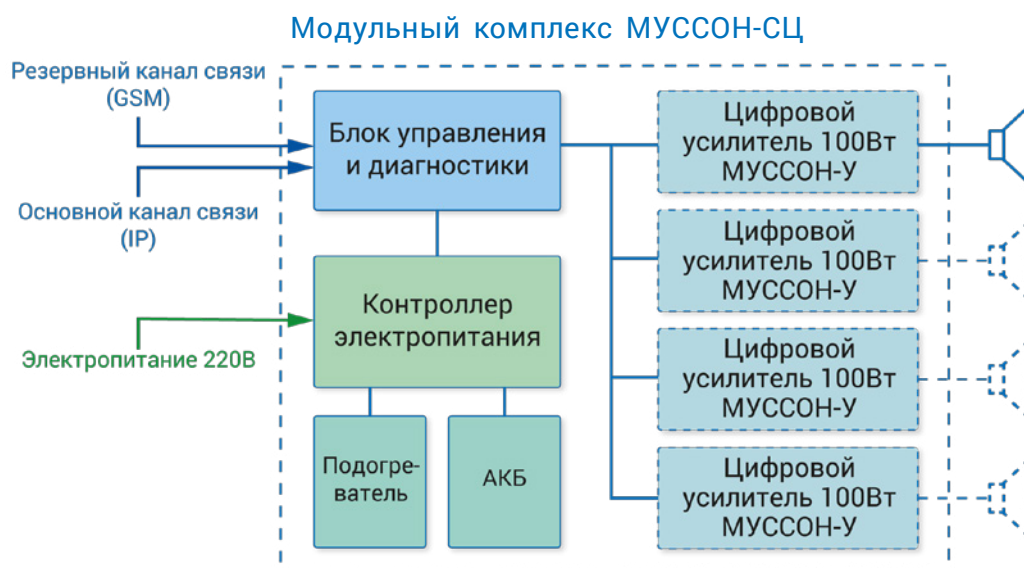 Модульный комплекс МУССОН-СЦ
Резервный канал связи
(GSM)
Основной канал связи
(IP)
Электропитание 220В
Блок управления
и диагностики
Контроллер
электропитания
Подогре-
ватель
АКБ
Цифровой
усилитель 100Вт
МУССОН-У
Цифровой
усилитель 100Вт
МУССОН-У
Цифровой
усилитель 100Вт
МУССОН-У
Цифровой
усилитель 100Вт
МУССОН-У